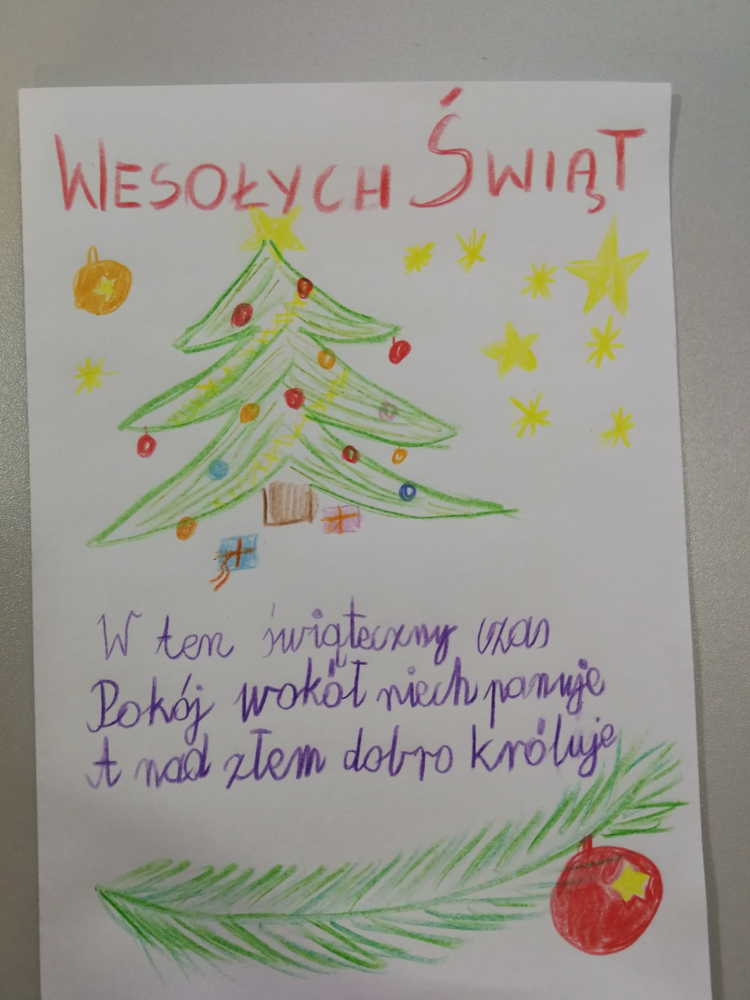 WESOŁYCH ŚWIĄT
W ten świąteczny czas
Pokój wokół niech panuje
A nad złem dobro króluje